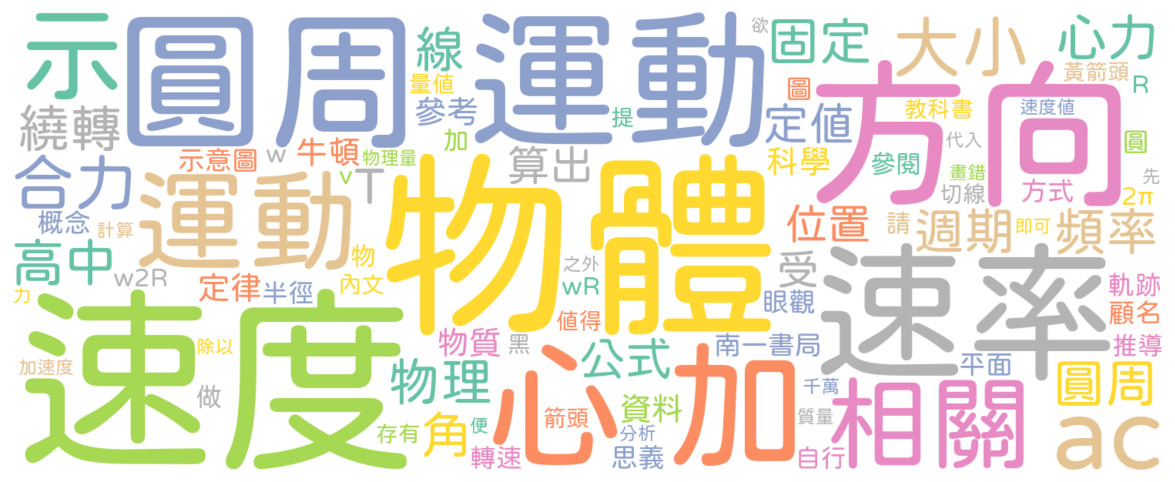 示
圓周運動
線
量值
參考
加
欲
提
固定
圖
定值
大小
心力
黃箭頭
R
教科書
速度值
繞轉
示意圖
w
牛頓
物理量
v
T
算出
方向
科學
參閱
代入
畫錯
切線
圓
先
方式
2π
合力
概念
計算
運動
物體
位置
請
週期
即可
頻率
高中
w2R
定律
半徑
物
內文
之外
wR
受
眼觀
速率
軌跡
顧名
力
速度
值得
加速度
除以
物質
黑
公式
南一書局
平面
推導
做
物理
心加
千萬
相關
圓周
存有
角
便
箭頭
資料
分析
質量
轉速
思義
自行
ac